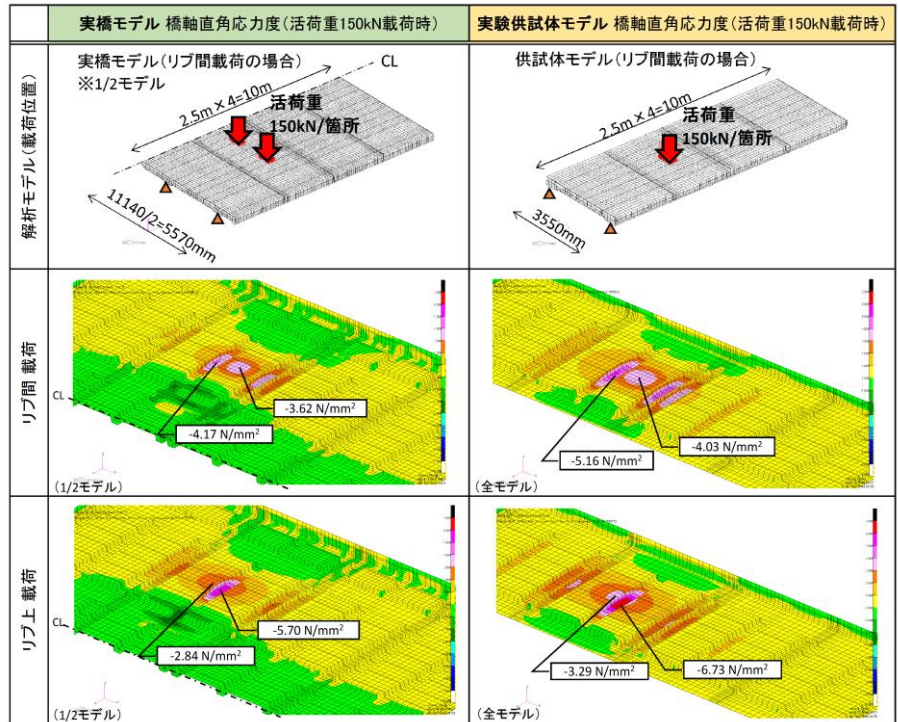 実橋モデル 橋軸直角応力度(活荷重150kN載荷時)
実験供試体モデル 橋軸直角応力度(活荷重150kN載荷時)
解析モデル(載荷位置)
実橋モデル(リブ間載荷の場合)
※1/2モデル
CL
2.5m×4=10m
活荷重
150kN/箇所
11140/2=5570mm
供試体モデル(リブ間載荷の場合)
2.5m×4=10m
活荷重
150kN/箇所
3550mm
リブ間 載荷
CL
-3.62 N/mm²
-4.17 N/mm²
(1/2モデル)
-4.03 N/mm²
-5.16 N/mm²
(全モデル)
リブ上 載荷
CL
-5.70 N/mm²
-2.84 N/mm²
(1/2モデル)
-3.29 N/mm²
-6.73 N/mm²
(全モデル)